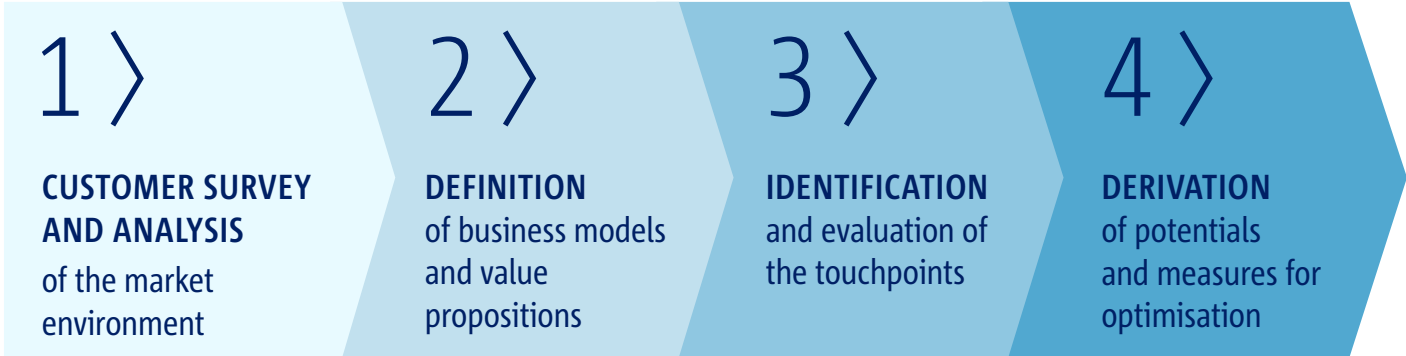 1
CUSTOMER SURVEY
AND ANALYSIS
of the market
environment
2
DEFINITION
of business models
and value
propositions
3
IDENTIFICATION
and evaluation of
the touchpoints
4
DERIVATION
of potentials
and measures for
optimisation